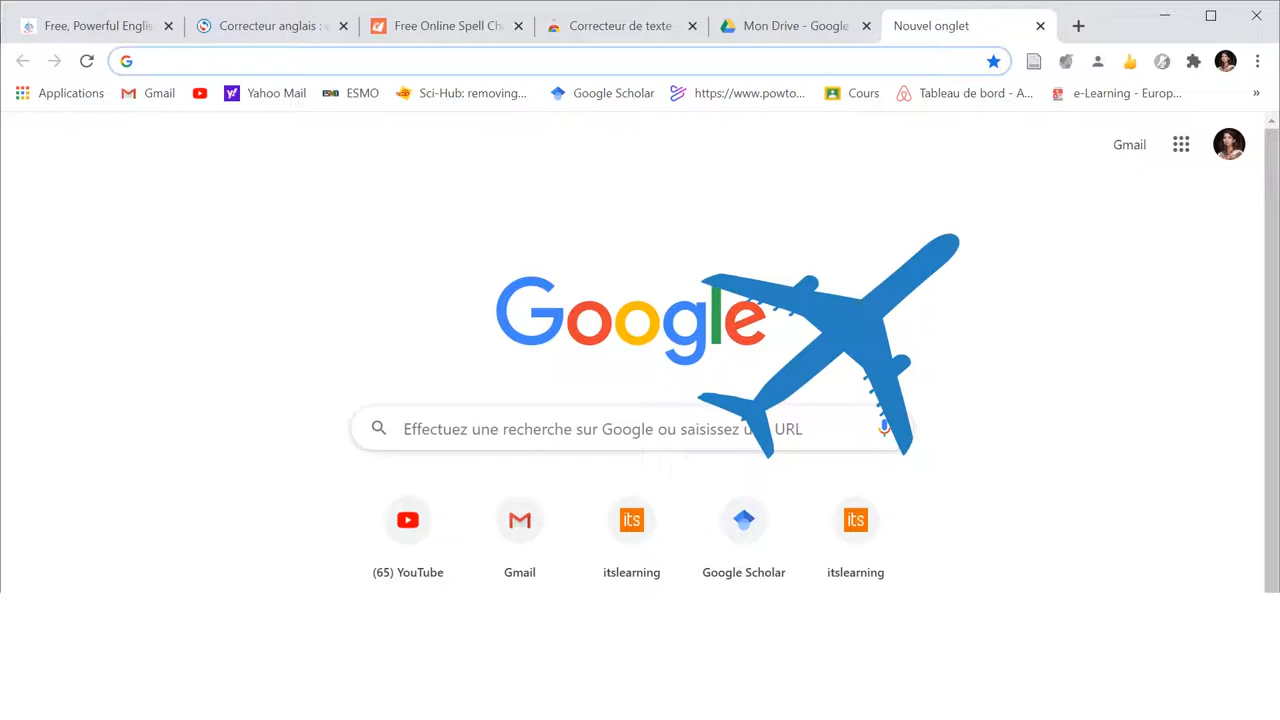 Free, Powerful Englis
Correcteur anglais : e
Free Online Spell Ch
Correcteur de texte -
Mon Drive - Google
Nouvel onglet
Applications
Gmail
Yahoo Mail
ESMO
Sci-Hub: removing...
Google Scholar
https://www.powto...
Cours
Tableau de bord - A...
e-Learning - Europ...
»
Gmail
Google
Effectuez une recherche sur Google ou saisissez URL
its
its
(65) YouTube
Gmail
itslearning
Google Scholar
itslearning